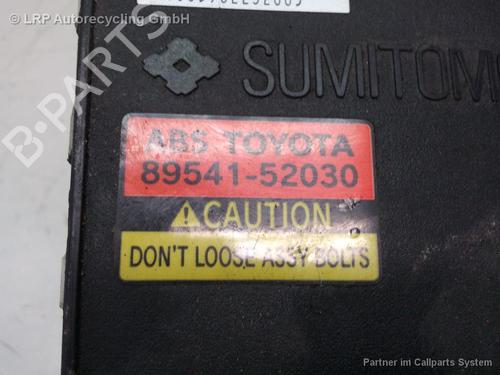 © LRP Autorecycling GmbH
SUMITOM
B-PARTS
ABS TOYOTA
89541-52030
CAUTION
DON'T LOOSE ASSY BOLTS
Partner im Callparts System